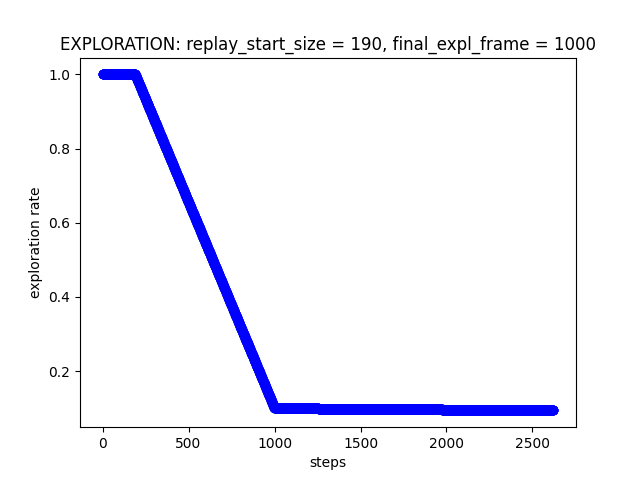 EXPLORATION: replay_start_size = 190, final_expl_frame = 1000
1.0
0.8
0.6
0.4
0.2
exploration rate
0 500 1000 1500 2000 2500
steps